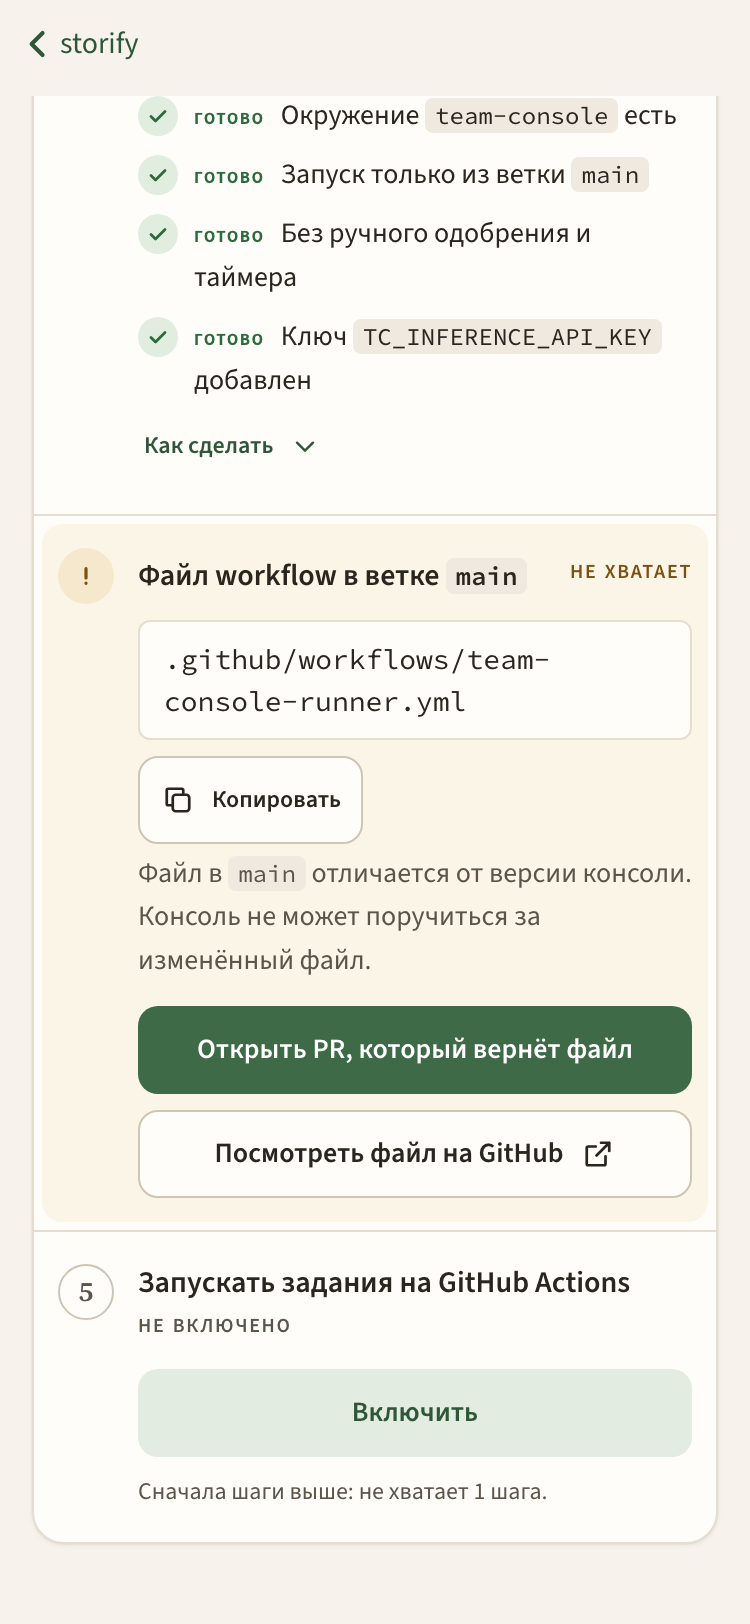 storify
готово Окружение team-console есть
готово Запуск только из ветки main
готово Без ручного одобрения и
таймера
готово Ключ TC_INFERENCE_API_KEY
добавлен
Как сделать
! Файл workflow в ветке main НЕ ХВАТАЕТ
.github/workflows/team-
console-runner.yml
Копировать
Файл в main отличается от версии консоли.
Консоль не может поручиться за
изменённый файл.
Открыть PR, который вернёт файл
Посмотреть файл на GitHub
5 Запускать задания на GitHub Actions
НЕ ВКЛЮЧЕНО
Включить
Сначала шаги выше: не хватает 1 шага.